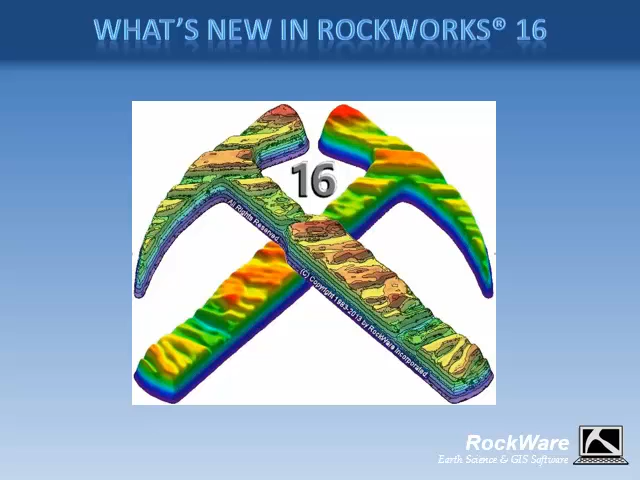 WHAT'S NEW IN ROCKWORKS® 16
16
All Rights Reserved
(C) Copyright 1983-2013 by RockWare Incorporated
RockWare
Earth Science & GIS Software